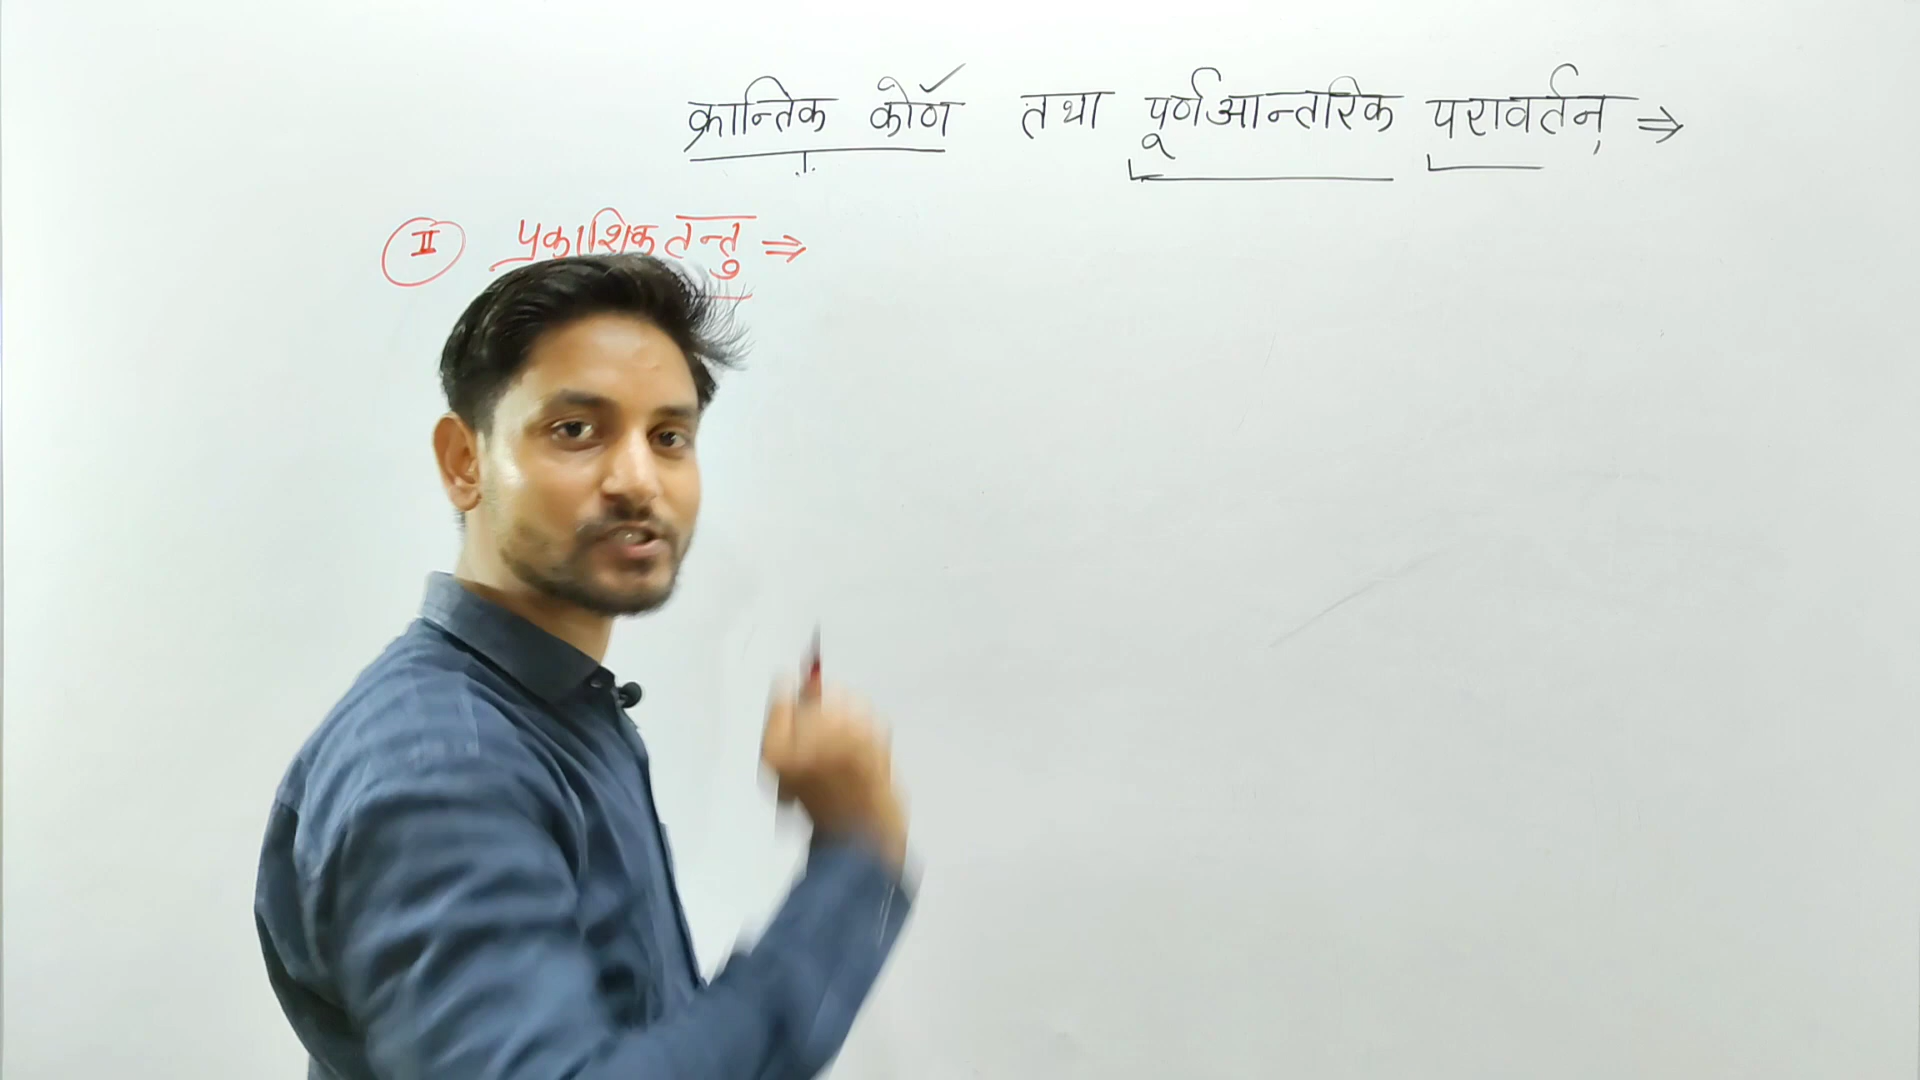 क्रान्तिक कोण तथा पूर्णआन्तरिक परावर्तन ⇒
II प्रकाशिक तन्तु ⇒